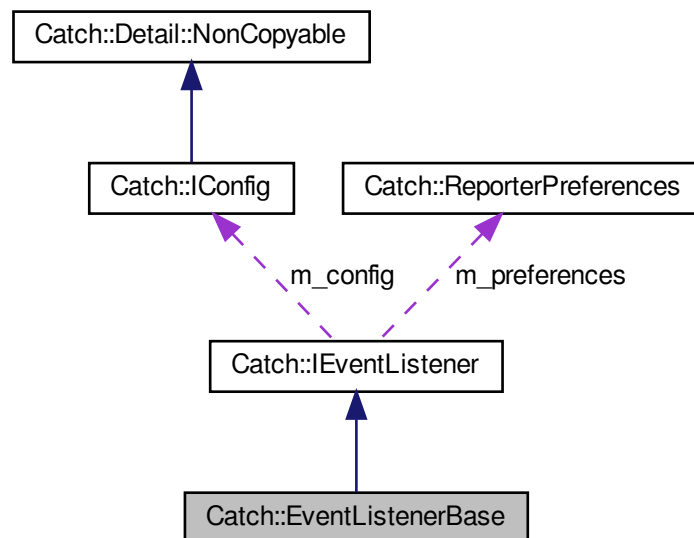 Catch::Detail::NonCopyable
Catch::IConfig
Catch::ReporterPreferences
m_config
m_preferences
Catch::IEventListener
Catch::EventListenerBase